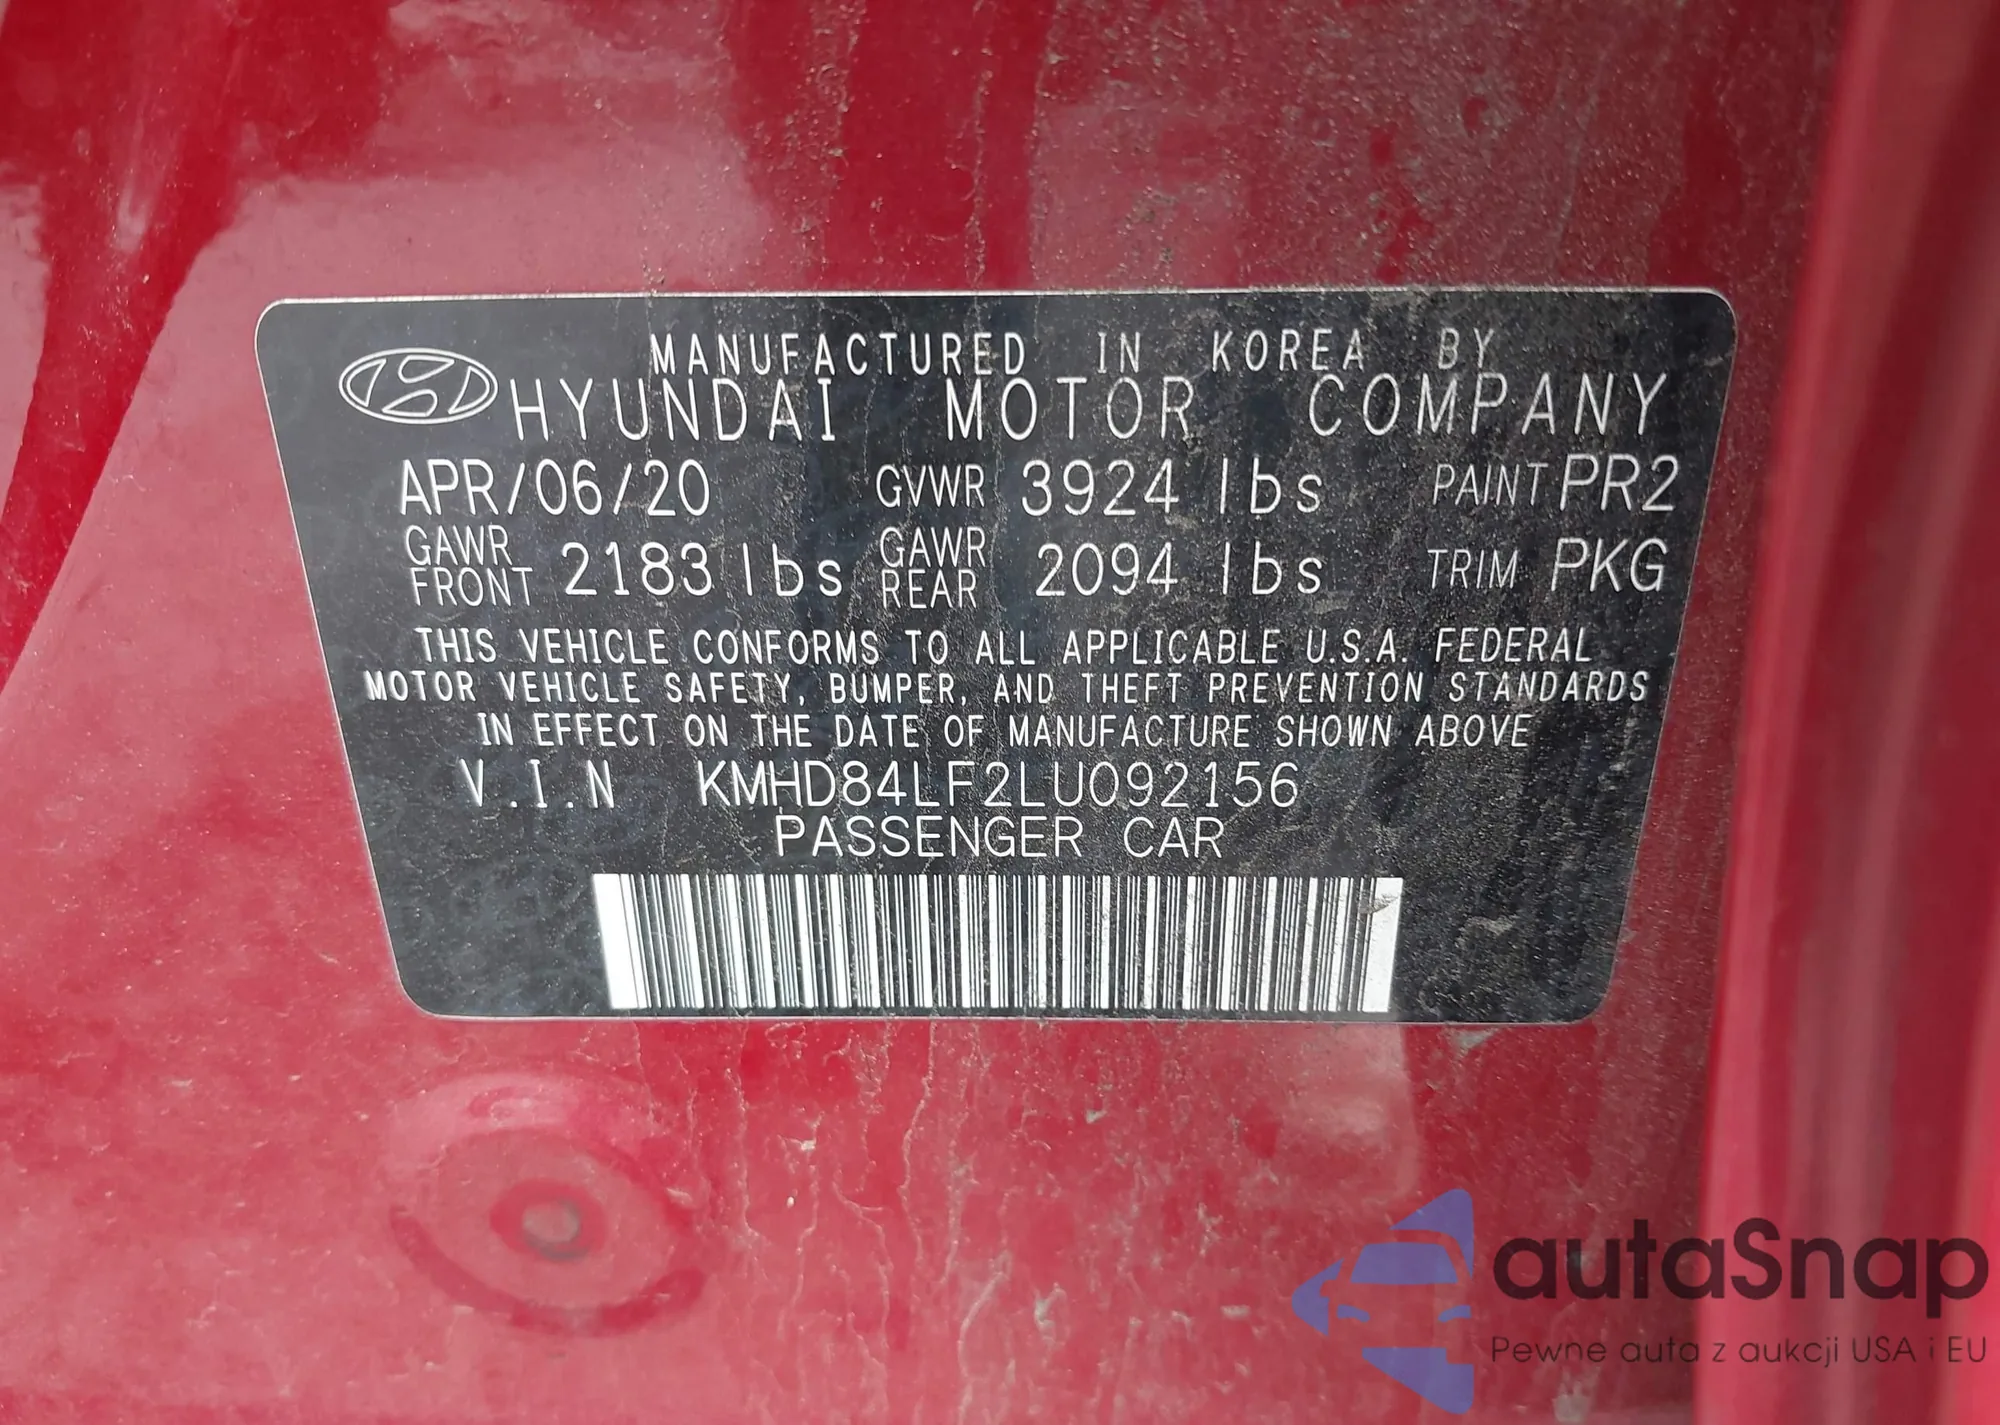 MANUFACTURED IN KOREA BY
HYUNDAI MOTOR COMPANY
APR/06/20 GVWR 3924 lbs PAINT PR2
GAWR FRONT 2183 lbs GAWR REAR 2094 lbs TRIM PKG
THIS VEHICLE CONFORMS TO ALL APPLICABLE U.S.A. FEDERAL
MOTOR VEHICLE SAFETY, BUMPER, AND THEFT PREVENTION STANDARDS
IN EFFECT ON THE DATE OF MANUFACTURE SHOWN ABOVE
V.I.N KMHD84LF2LU092156
PASSENGER CAR
autaSnap
Pewne auta z aukcji USA i EU